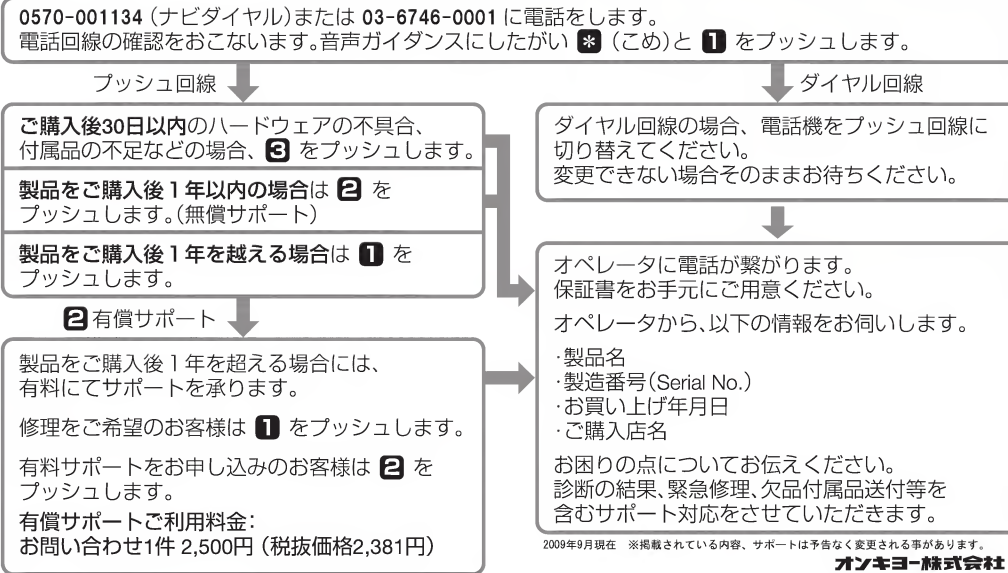 0570-001134 (ナビダイヤル)または 03-6746-0001 に電話をします。
電話回線の確認をおこないます。音声ガイダンスにしたがい * (こめ)と 1 をプッシュします。
プッシュ回線
ダイヤル回線
ご購入後30日以内のハードウェアの不具合、
付属品の不足などの場合、 3 をプッシュします。
製品をご購入後1年以内の場合は 2 を
プッシュします。(無償サポート)
製品をご購入後1年を越える場合は 1 を
プッシュします。
2 有償サポート
製品をご購入後1年を超える場合には、
有料にてサポートを承ります。
修理をご希望のお客様は 1 をプッシュします。
有料サポートをお申し込みのお客様は 2 を
プッシュします。
有償サポートご利用料金:
お問い合わせ1件 2,500円 (税抜価格2,381円)
ダイヤル回線の場合、電話機をプッシュ回線に
切り替えてください。
変更できない場合そのままお待ちください。
オペレータに電話が繋がります。
保証書をお手元にご用意ください。
オペレータから、以下の情報をお伺いします。
·製品名
·製造番号(Serial No.)
·お買い上げ年月日
·ご購入店名
お困りの点についてお伝えください。
診断の結果、緊急修理、欠品付属品送付等を
含むサポート対応をさせていただきます。
2009年9月現在 ※掲載されている内容、サポートは予告なく変更される事があります。
オンキヨー株式会社